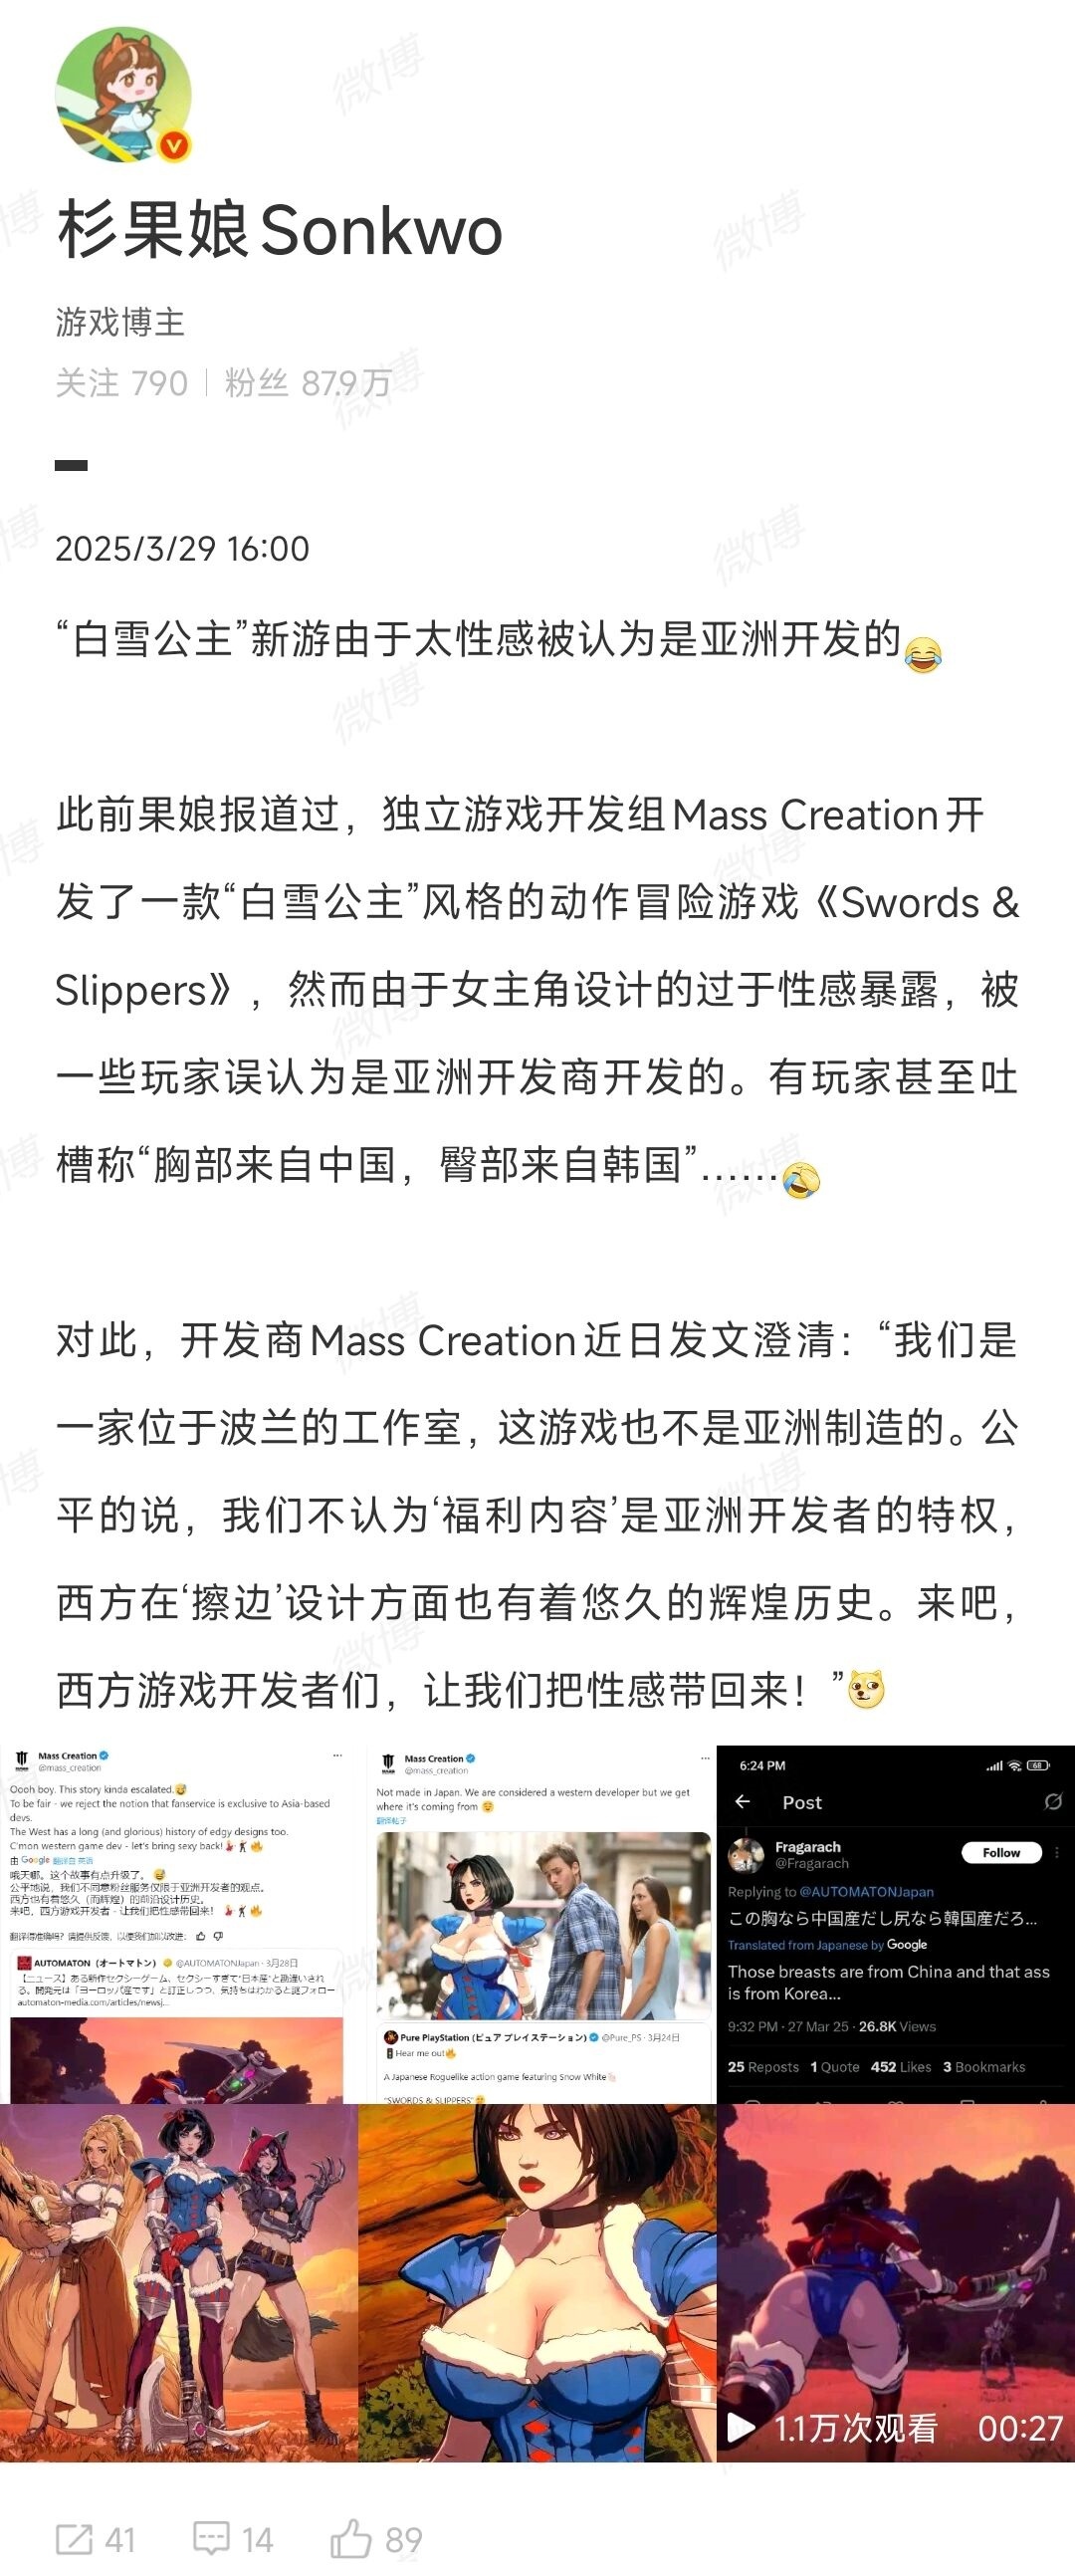 杉果娘Sonkwo
游戏博主
关注 790 | 粉丝 87.9万
2025/3/29 16:00
“白雪公主”新游由于太性感被认为是亚洲开发的😂
此前果娘报道过，独立游戏开发组Mass Creation开
发了一款“白雪公主”风格的动作冒险游戏《Swords &
Slippers》，然而由于女主角设计的过于性感暴露，被
一些玩家误认为是亚洲开发商开发的。有玩家甚至吐
槽称“胸部来自中国，臀部来自韩国”……🤣
对此，开发商Mass Creation近日发文澄清：“我们是
一家位于波兰的工作室，这游戏也不是亚洲制造的。公
平的说，我们不认为‘福利内容’是亚洲开发者的特权，
西方在‘擦边’设计方面也有着悠久的辉煌历史。来吧，
西方游戏开发者们，让我们把性感带回来！”
Mass Creation
@mass_creation
Oooh boy. This story kinda escalated.😅
To be fair - we reject the notion that fanservice is exclusive to Asia-based
devs.
The West has a long (and glorious) history of edgy designs too.
C'mon western game dev - let's bring sexy back!💃🕺🔥
由 Google 翻译自 英语
哦天哪。这个故事有点升级了。😅
公平地说，我们不同意粉丝服务仅限于亚洲开发者的观点。
西方也有着悠久（而辉煌）的前沿设计历史。
来吧，西方游戏开发者 - 让我们把性感带回来！💃🕺🔥
翻译得准确吗？请提供反馈，以便我们加以改进：
AUTOMATON（オートマトン） @AUTOMATONJapan · 3月28日
【ニュース】ある新作セクシーゲーム、セクシーすぎて“日本産”と勘違いされ
る。開発元は「ヨーロッパ産です」と訂正しつつ、気持ちはわかると謎フォロー
automaton-media.com/articles/newsj...
Mass Creation
@mass_creation
Not made in Japan. We are considered a western developer but we get
where it's coming from
翻译帖子
Pure PlayStation (ピュア プレイステーション) @Pure_PS · 3月24日
Hear me out🔥
A Japanese Roguelike action game featuring Snow White
"SWORDS & SLIPPERS"
6:24 PM
68
Post
Fragarach
@Fragarach
Follow
Replying to @AUTOMATONJapan
この胸なら中国産だし尻なら韓国産だろ...
Translated from Japanese by Google
Those breasts are from China and that ass
is from Korea...
9:32 PM · 27 Mar 25 · 26.8K Views
25 Reposts 1 Quote 452 Likes 3 Bookmarks
1.1万次观看 00:27
41 14 89
微博